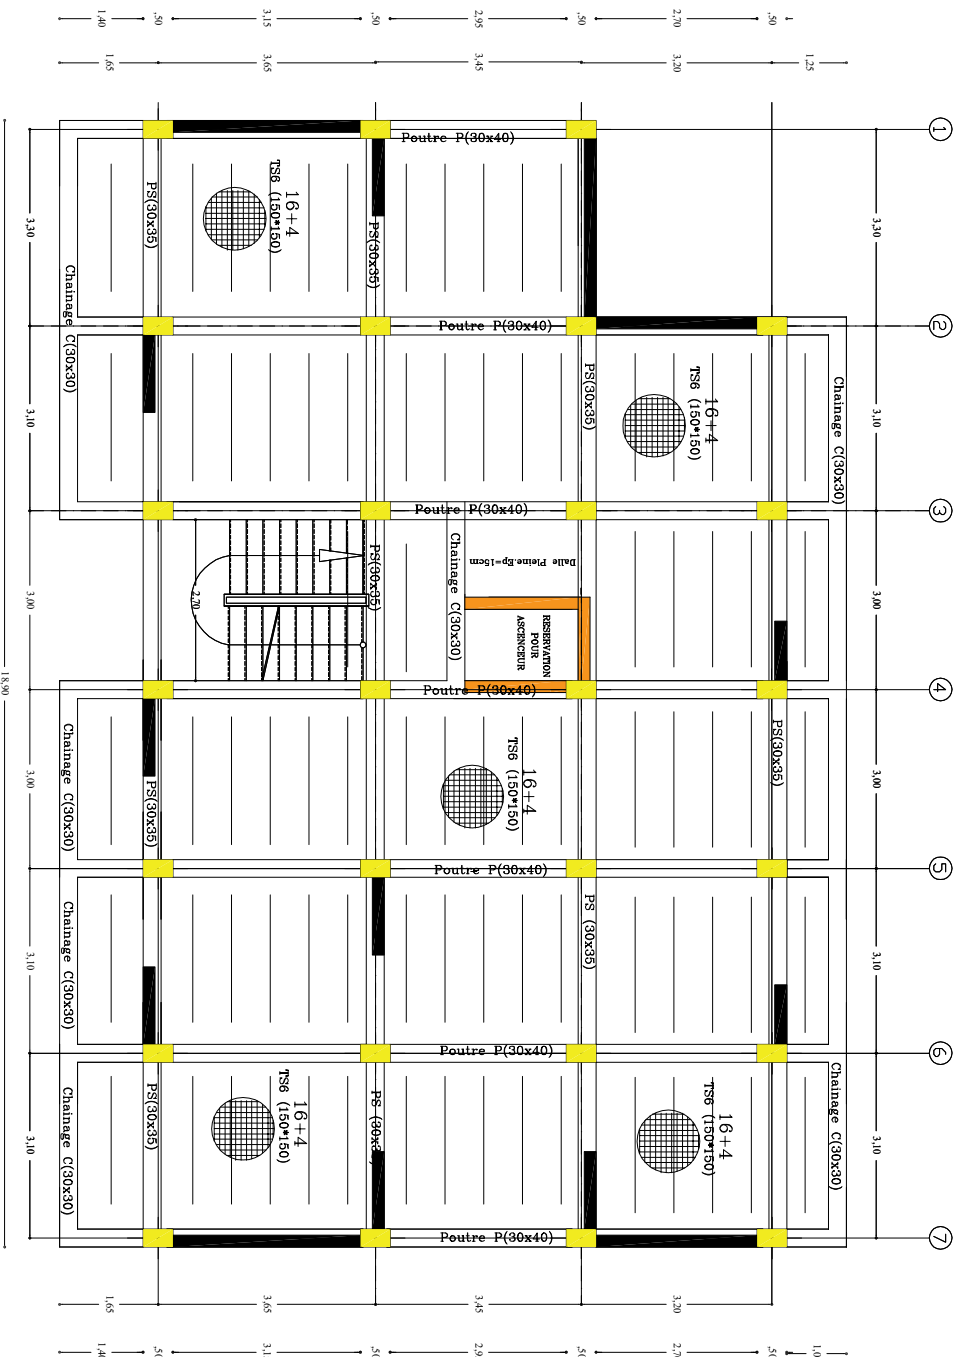 1,40
,50
3,15
,50
2,95
,50
2,70
,50
1,65
3,65
3,45
3,20
1,25
1
Poutre P(30x40)
16+4
TS6 (150*150)
PS(30x35)
PS(30x35)
3,30
3,30
Chainage C(30x30)
2
Poutre P(30x40)
PS(30x35)
16+4
TS6 (150*150)
Chainage C(30x30)
3,10
3,10
3
Poutre P(30x40)
PS(30x35)
Chainage C(30x30)
Dalle Pleine.Ep=15cm
RESERVATION
POUR
ASCENCEUR
2,70
3,00
3,00
18,90
4
Poutre P(30x40)
PS(30x35)
16+4
TS6 (150*150)
PS(30x35)
Chainage C(30x30)
3,00
3,00
5
Poutre P(30x40)
PS (30x35)
Chainage C(30x30)
3,10
3,10
6
Poutre P(30x40)
PS(30x35)
16+4
TS6 (150*150)
PS (30x3
16+4
TS6 (150*150)
Chainage C(30x30)
Chainage C(30x30)
3,10
3,10
7
Poutre P(30x40)
1,65
3,65
3,45
3,20